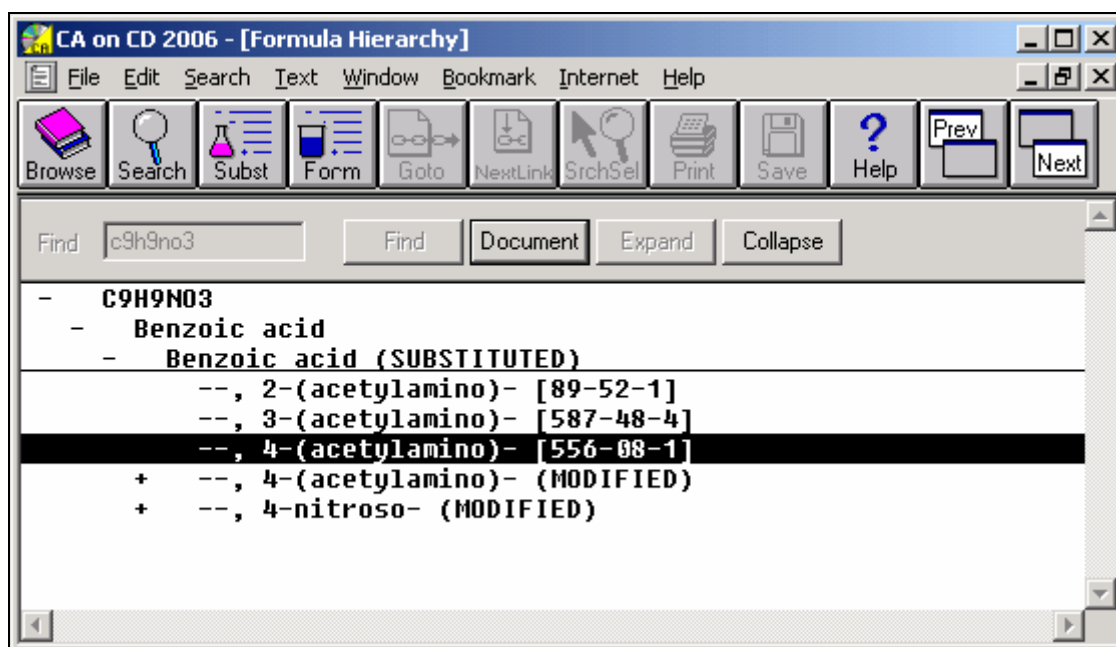 CA on CD 2006 - [Formula Hierarchy]
File Edit Search Text Window Bookmark Internet Help
Browse Search Subst Form Goto NextLink SrchSel Print Save Help Prev Next
Find c9h9no3 Find Document Expand Collapse
- C9H9NO3
- Benzoic acid
- Benzoic acid (SUBSTITUTED)
--, 2-(acetylamino)- [89-52-1]
--, 3-(acetylamino)- [587-48-4]
--, 4-(acetylamino)- [556-08-1]
+ --, 4-(acetylamino)- (MODIFIED)
+ --, 4-nitroso- (MODIFIED)